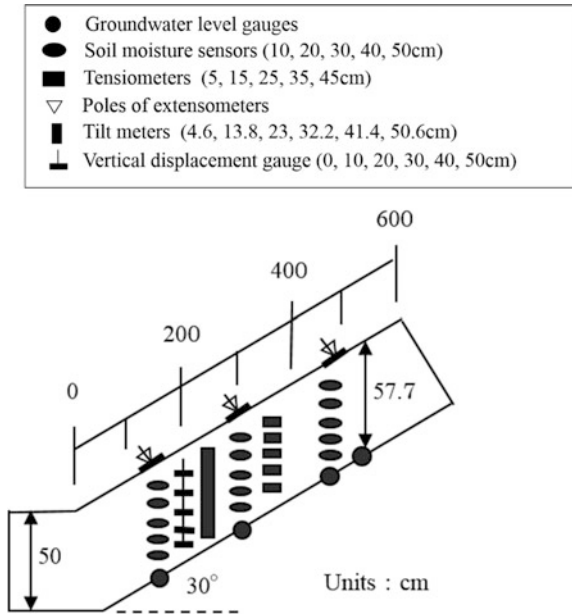 Groundwater level gauges
Soil moisture sensors (10, 20, 30, 40, 50cm)
Tensiometers (5, 15, 25, 35, 45cm)
Poles of extensometers
Tilt meters (4.6, 13.8, 23, 32.2, 41.4, 50.6cm)
Vertical displacement gauge (0, 10, 20, 30, 40, 50cm)
600
400
200
0
57.7
50
30°
Units : cm